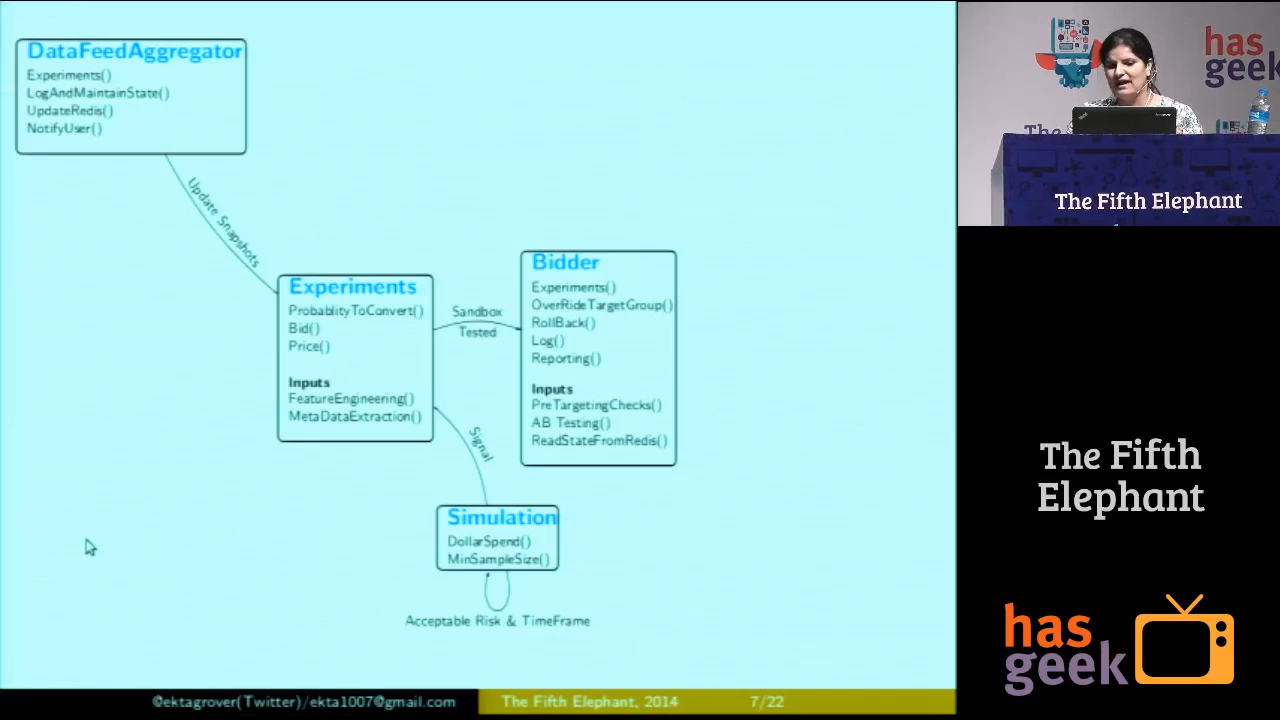 DataFeedAggregator
Experiments()
LogAndMaintainState()
UpdateRedis()
NotifyUser()
Update Snapshots
Experiments
ProbablityToConvert()
Bid()
Price()
Inputs
FeatureEngineering()
MetaDataExtraction()
Sandbox
Tested
Bidder
Experiments()
OverRideTargetGroup()
RollBack()
Log()
Reporting()
Inputs
PreTargetingChecks()
AB Testing()
ReadStateFromRedis()
Signal
Simulation
DollarSpend()
MinSampleSize()
Acceptable Risk & TimeFrame
@ektagrover(Twitter)/ekta1007@gmail.com
The Fifth Elephant, 2014
7/22
has
geek
The
The Fifth Elephant
The Fifth
Elephant
has
geek